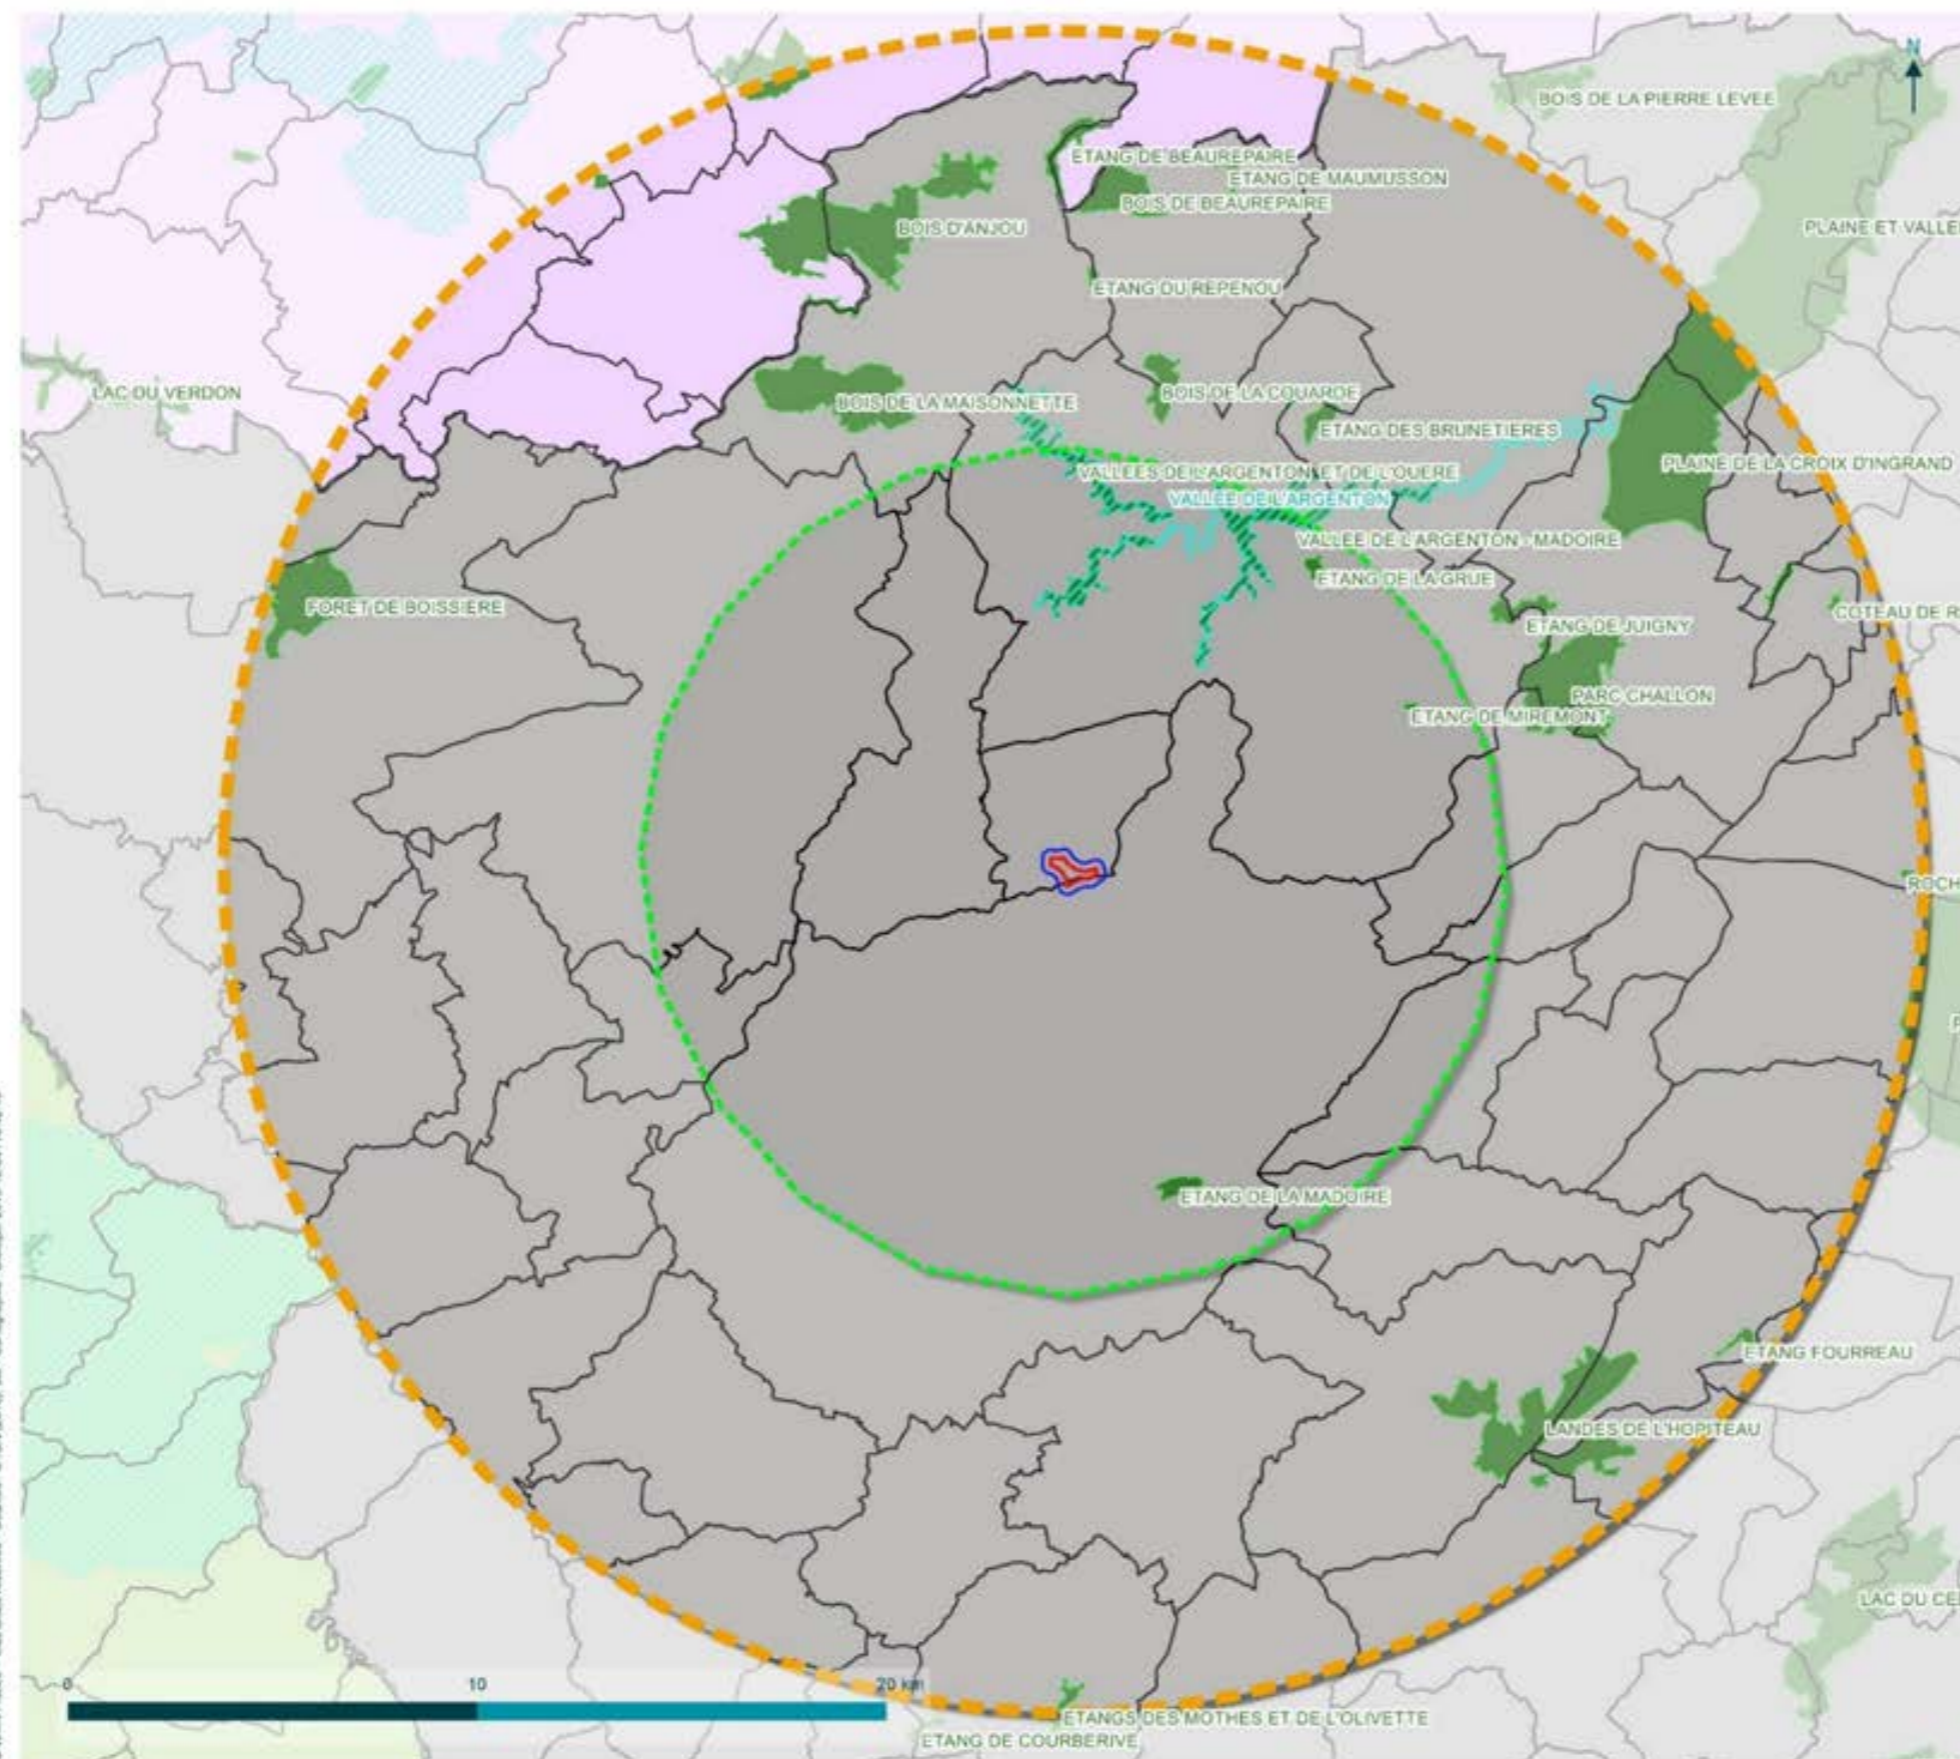 N
BOIS DE LA PIERRE LEVEE
ETANG DE BEAUREPAIRE
ETANG DE MAUMUSSON
BOIS DE BEAUREPAIRE
BOIS D'ANJOU
PLAINE ET VALLE
ETANG DU REPENOU
LAC DU VERDON
BOIS DE LA MAISONNETTE
BOIS DE LA COUARDE
ETANG DES BRUNETIERES
PLAINE DE LA CROIX D'INGRAND
VALLEES DE L'ARGENTON ET DE L'OUERE
VALLEE DE L'ARGENTON
VALLEE DE L'ARGENTON - MADOIRE
ETANG DE LA GRUE
FORET DE BOISSIERE
COTEAU DE R
ETANG DE JUIGNY
PARC CHALLON
ETANG DE MIREMONT
ROCH
P
ETANG DE LA MADOIRE
ETANG FOURREAU
LANDES DE L'HOPITEAU
LAC DU CE
0 10 20 km
ETANGS DES MOTHES ET DE L'OLIVETTE
ETANG DE COURBERIVE